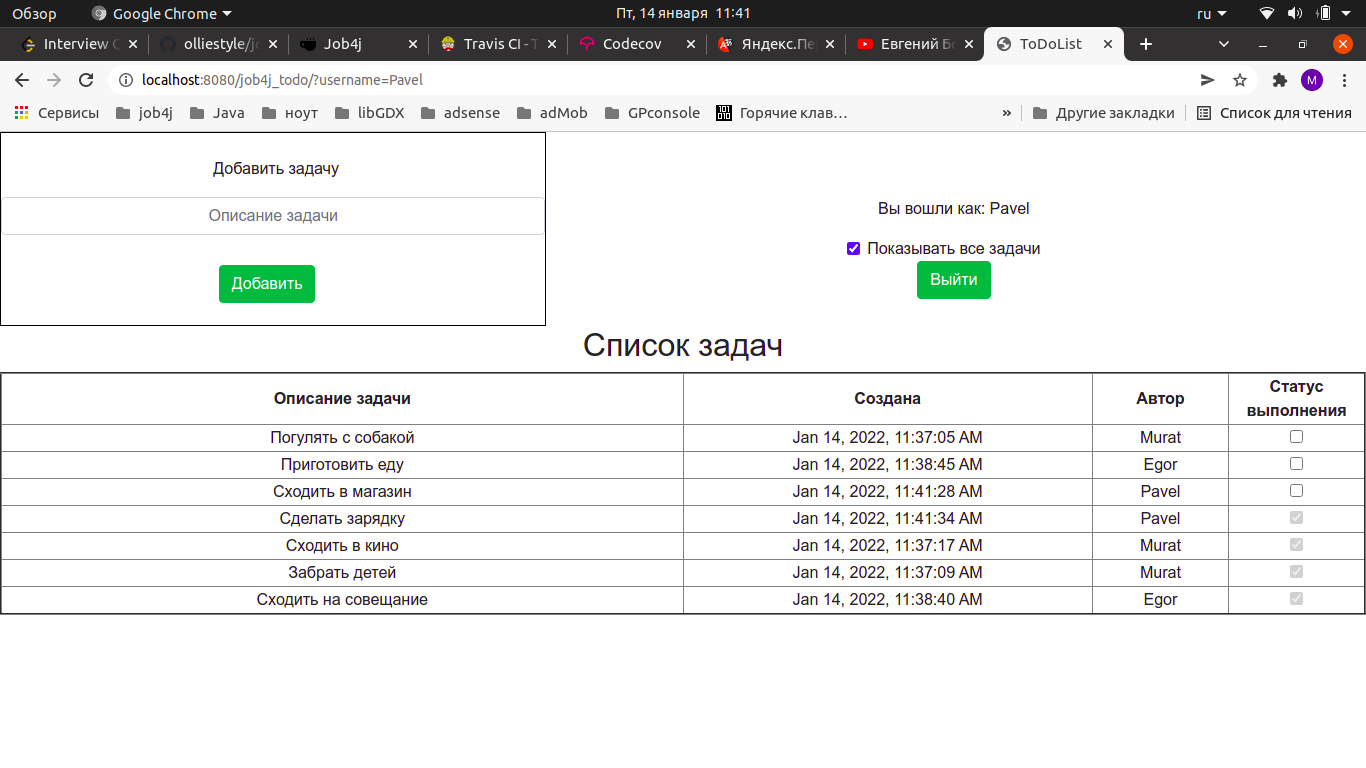 Обзор Google Chrome Пт, 14 января 11:41 ru
Interview olliestyle/ Job4j Travis CI - Codecov Яндекс.Пе Евгений ToDoList
localhost:8080/job4j_todo/?username=Pavel M
Сервисы job4j Java ноут libGDX adsense adMob GPconsole Горячие клав… » Другие закладки Список для чтения
Добавить задачу
Описание задачи
Добавить
Вы вошли как: Pavel
Показывать все задачи
Выйти
Список задач
Описание задачи Создана Автор Статус выполнения
Погулять с собакой Jan 14, 2022, 11:37:05 AM Murat
Приготовить еду Jan 14, 2022, 11:38:45 AM Egor
Сходить в магазин Jan 14, 2022, 11:41:28 AM Pavel
Сделать зарядку Jan 14, 2022, 11:41:34 AM Pavel
Сходить в кино Jan 14, 2022, 11:37:17 AM Murat
Забрать детей Jan 14, 2022, 11:37:09 AM Murat
Сходить на совещание Jan 14, 2022, 11:38:40 AM Egor